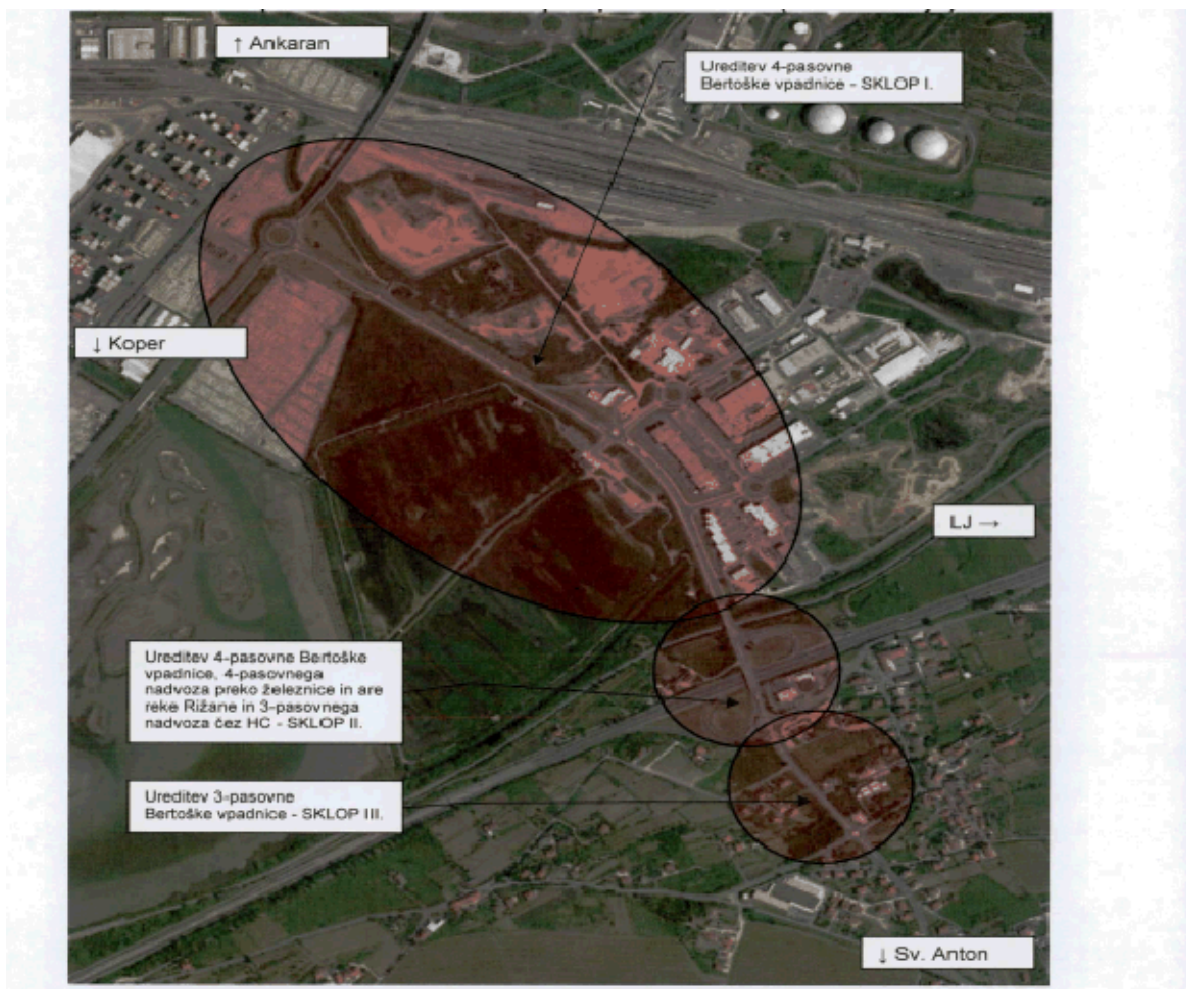 ↑ Ankaran
Ureditev 4-pasovne
Bertoške vpadnice - SKLOP I.
↓ Koper
LJ →
Ureditev 4-pasovne Bertoške
vpadnice, 4-pasovnega
nadvoza preko železnice in
reke Rižane in 3-pasovnega
nadvoza čez HC - SKLOP II.
Ureditev 3-pasovne
Bertoške vpadnice - SKLOP III.
↓ Sv. Anton